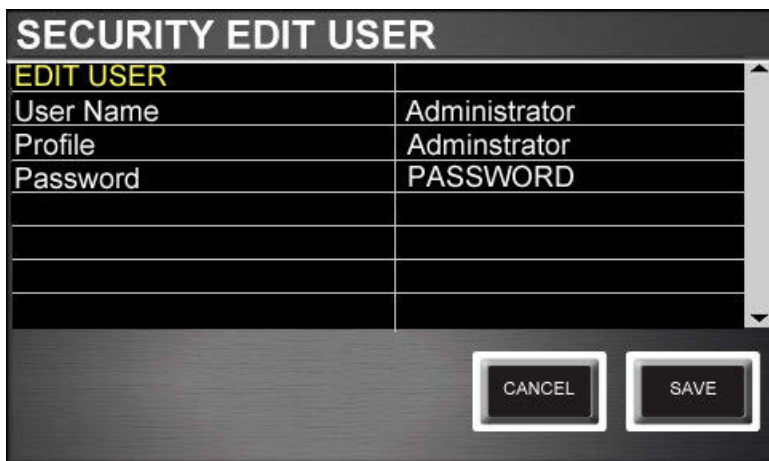 SECURITY EDIT USER
EDIT USER
User Name Administrator
Profile Adminstrator
Password PASSWORD
CANCEL SAVE